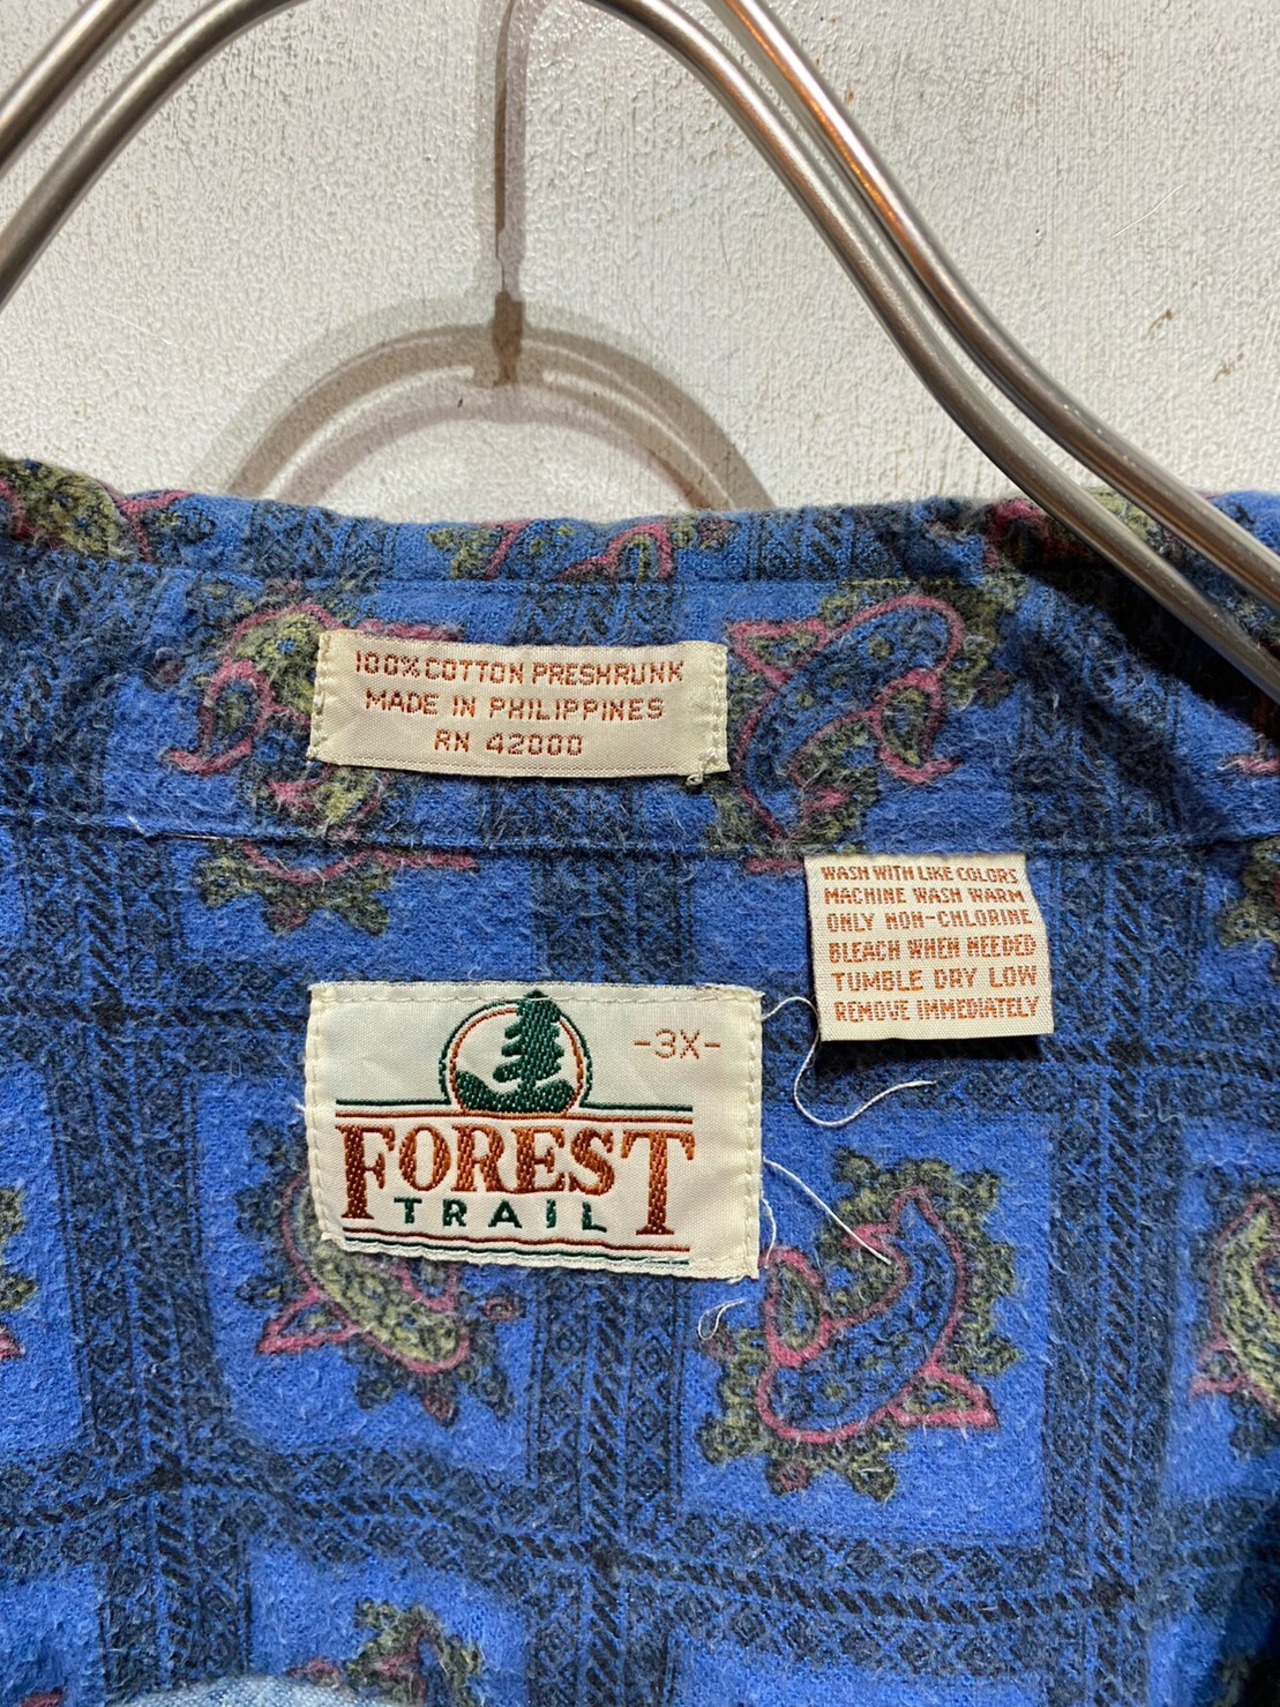 100% COTTON PRESHRUNK
MADE IN PHILIPPINES
RN 42000
WASH WITH LIKE COLORS
MACHINE WASH WARM
ONLY NON-CHLORINE
BLEACH WHEN NEEDED
TUMBLE DRY LOW
REMOVE IMMEDIATELY
-3X-
FOREST
TRAIL